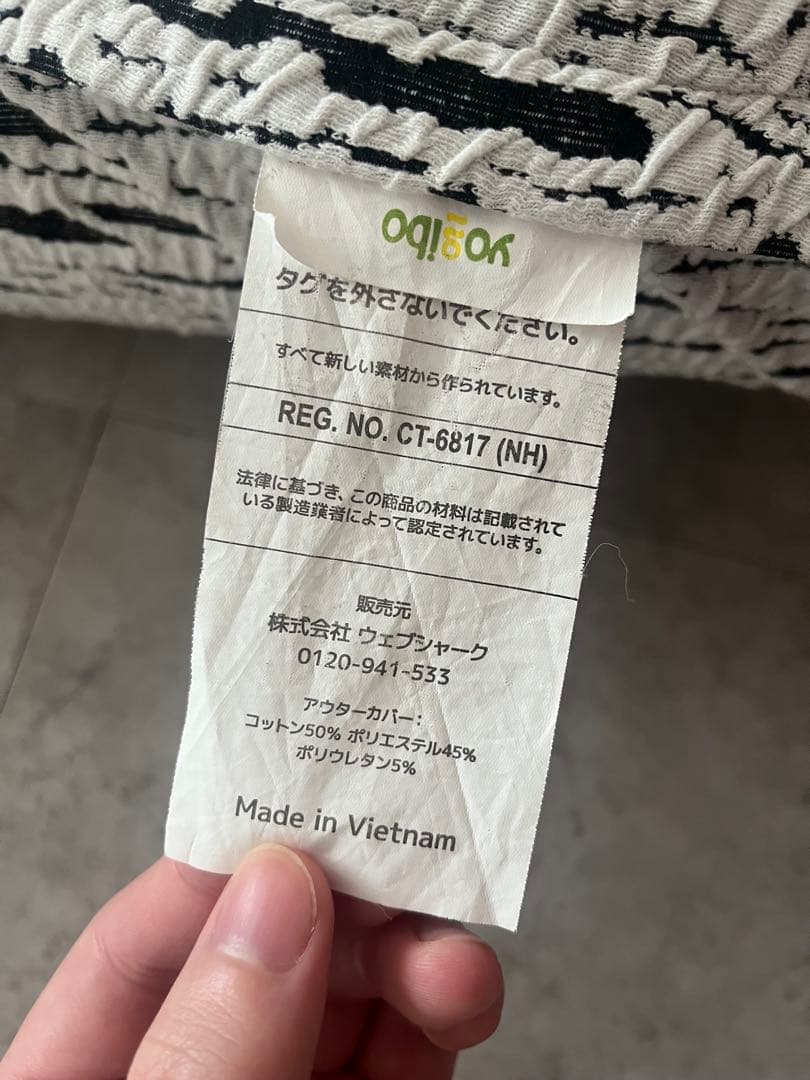 yogibo
タグを外さないでください。
すべて新しい素材から作られています。
REG. NO. CT-6817 (NH)
法律に基づき、この商品の材料は記載されて
いる製造業者によって認定されています。
販売元
株式会社 ウェブシャーク
0120-941-533
アウターカバー：
コットン50% ポリエステル45%
ポリウレタン5%
Made in Vietnam